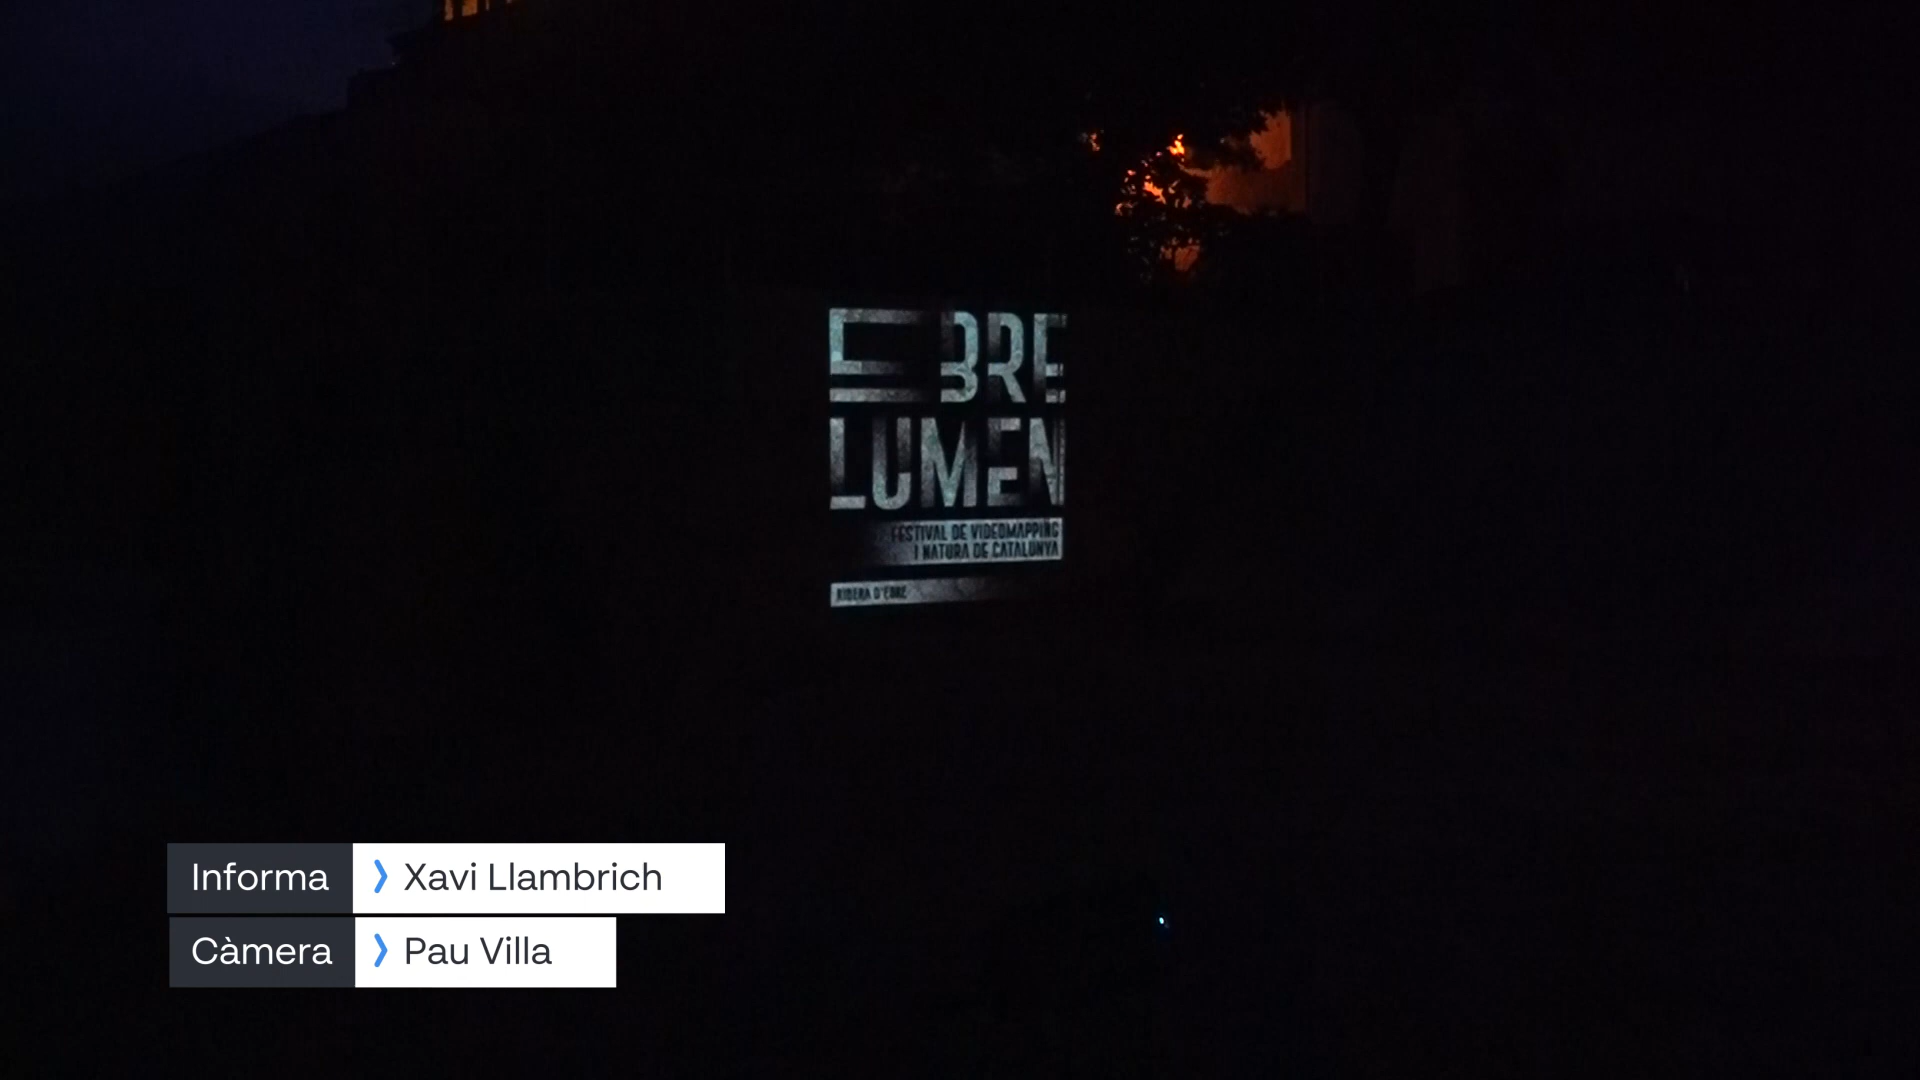 EBRE
LUMEN
FESTIVAL DE VIDEOMAPPING
I NATURA DE CATALUNYA
RIBERA D'EBRE
Informa ❯ Xavi Llambrich
Càmera ❯ Pau Villa